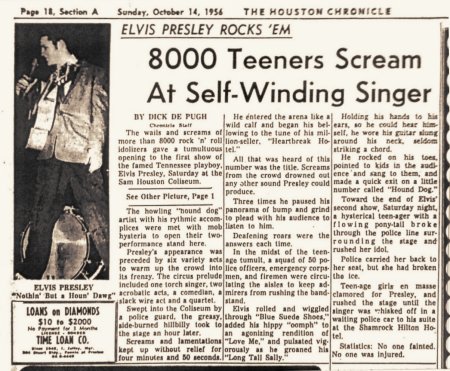 Page 18, Section A Sunday, October 14, 1956 THE HOUSTON CHRONICLE
ELVIS PRESLEY ROCKS 'EM
8000 Teeners Scream
At Self-Winding Singer
BY DICK DE PUGH
Chronicle Staff
The wails and screams of
more than 8000 rock 'n' roll
idolizers gave a tumultuous
opening to the first show of
the famed Tennessee playboy,
Elvis Presley, Saturday at the
Sam Houston Coliseum.
See Other Picture, Page 1
The howling "hound dog"
artist with his rythmic accom-
plices were met with mob
hysteria to open their two-
performance stand here.
Presley's appearance was
preceded by six variety acts
to warm up the crowd into
its frenzy. The circus prelude
included one torch singer, two
acrobatic acts, a comedian, a
slack wire act and a quartet.
Swept into the Coliseum by
a police guard, the greasy,
side-burned hillbilly took to
the stage an hour later.
Screams and lamentations
kept up without relief for
four minutes and 50 seconds.
He entered the arena like a
wild calf and began his bel-
lowing to the tune of his mil-
lion-seller, "Heartbreak Ho-
tel."
All that was heard of this
number was the title. Screams
from the crowd drowned out
any other sound Presley could
produce.
Three times he paused his
panorama of bump and grind
to plead with his audience to
listen to him.
Deafening roars were the
answers each time.
In the midst of the teen-
age tumult, a squad of 50 po-
lice officers, emergency corps-
men, and firemen were circu-
lating the aisles to keep ad-
mirers from rushing the band-
stand.
Elvis rolled and wiggled
through "Blue Suede Shoes,"
added his hippy "oomph" to
an agonizing rendition of
"Love Me," and pulsated vig-
orously as he groaned his
"Long Tall Sally."
Holding his hands to his
ears, so he could hear him-
self, he wore his guitar slung
around his neck, seldom
striking a chord.
He rocked on his toes,
pointed to kids in the audi-
ence and sang to them, and
made a quick exit on a little
number called "Hound Dog."
Toward the end of Elvis'
second show, Saturday night,
a hysterical teen-ager with a
flowing ponytail broke
through the police line sur-
rounding the stage and
rushed her idol.
Police carried her back to
her seat, but she had broken
the ice.
Teen-age girls en masse
clamored for Presley, and
rushed the stage until the
singer was whisked off in a
waiting police car to his suite
at the Shamrock Hilton Ho-
tel.
Statistics: No one fainted.
No one was injured.
ELVIS PRESLEY
"Nothin' But a Houn' Dawg"
LOANS on DIAMONDS
$10 to $2000
No Payment for 3 Months
TIME LOAN CO.